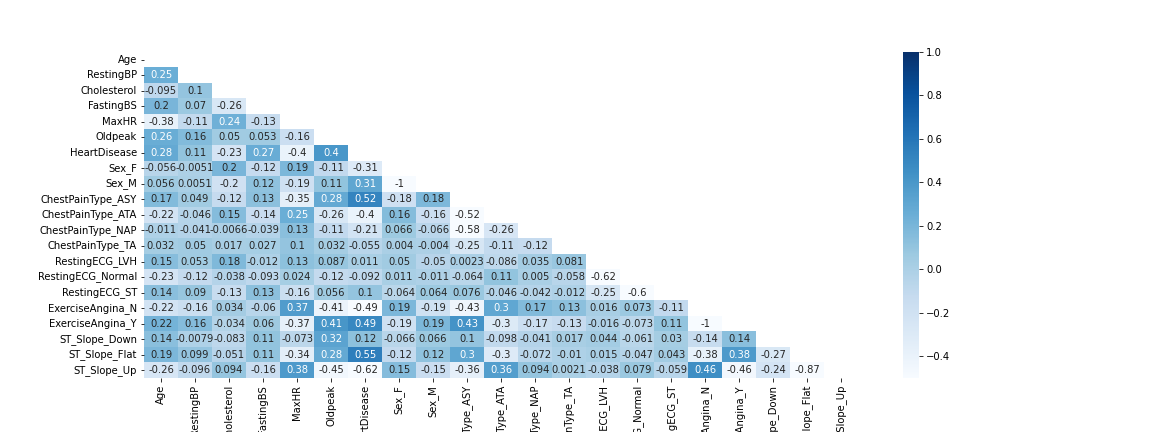 Age
RestingBP 0.25
Cholesterol -0.095 0.1
FastingBS 0.2 0.07 -0.26
MaxHR -0.38 -0.11 0.24 -0.13
Oldpeak 0.26 0.16 0.05 0.053 -0.16
HeartDisease 0.28 0.11 -0.23 0.27 -0.4 0.4
Sex_F -0.056 -0.0051 0.2 -0.12 0.19 -0.11 -0.31
Sex_M 0.056 0.0051 -0.2 0.12 -0.19 0.11 0.31 -1
ChestPainType_ASY 0.17 0.049 -0.12 0.13 -0.35 0.28 0.52 -0.18 0.18
ChestPainType_ATA -0.22 -0.046 0.15 -0.14 0.25 -0.26 -0.4 0.16 -0.16 -0.52
ChestPainType_NAP -0.011 -0.041 -0.0066 -0.039 0.13 -0.11 -0.21 0.066 -0.066 -0.58 -0.26
ChestPainType_TA 0.032 0.05 0.017 0.027 0.1 0.032 -0.055 0.004 -0.004 -0.25 -0.11 -0.12
RestingECG_LVH 0.15 0.053 0.18 -0.012 0.13 0.087 0.011 0.05 -0.05 0.0023 -0.086 0.035 0.081
RestingECG_Normal -0.23 -0.12 -0.038 -0.093 0.024 -0.12 -0.092 0.011 -0.011 -0.064 0.11 0.005 -0.058 -0.62
RestingECG_ST 0.14 0.09 -0.13 0.13 -0.16 0.056 0.1 -0.064 0.064 0.076 -0.046 -0.042 -0.012 -0.25 -0.6
ExerciseAngina_N -0.22 -0.16 0.034 -0.06 0.37 -0.41 -0.49 0.19 -0.19 -0.43 0.3 0.17 0.13 0.016 0.073 -0.11
ExerciseAngina_Y 0.22 0.16 -0.034 0.06 -0.37 0.41 0.49 -0.19 0.19 0.43 -0.3 -0.17 -0.13 -0.016 -0.073 0.11 -1
ST_Slope_Down 0.14 -0.0079 -0.083 0.11 -0.073 0.32 0.12 -0.066 0.066 0.1 -0.098 -0.041 0.017 0.044 -0.061 0.03 -0.14 0.14
ST_Slope_Flat 0.19 0.099 -0.051 0.11 -0.34 0.28 0.55 -0.12 0.12 0.3 -0.3 -0.072 -0.01 0.015 -0.047 0.043 -0.38 0.38 -0.27
ST_Slope_Up -0.26 -0.096 0.094 -0.16 0.38 -0.45 -0.62 0.15 -0.15 -0.36 0.36 0.094 0.0021 -0.038 0.079 -0.059 0.46 -0.46 -0.24 -0.87
Age
RestingBP
holesterol
FastingBS
MaxHR
Oldpeak
rtDisease
Sex_F
Sex_M
Type_ASY
Type_ATA
Type_NAP
inType_TA
ECG_LVH
G_Normal
gECG_ST
Angina_N
Angina_Y
pe_Down
lope_Flat
Slope_Up
1.0
0.8
0.6
0.4
0.2
0.0
−0.2
−0.4